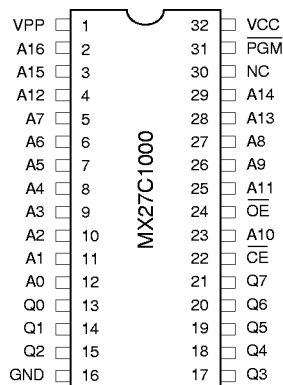 VPP 1 32 VCC
A16 2 31 PGM
A15 3 30 NC
A12 4 29 A14
A7 5 28 A13
A6 6 27 A8
A5 7 26 A9
A4 8 25 A11
A3 9 24 OE
A2 10 23 A10
A1 11 22 CE
A0 12 21 Q7
Q0 13 20 Q6
Q1 14 19 Q5
Q2 15 18 Q4
GND 16 17 Q3
MX27C1000